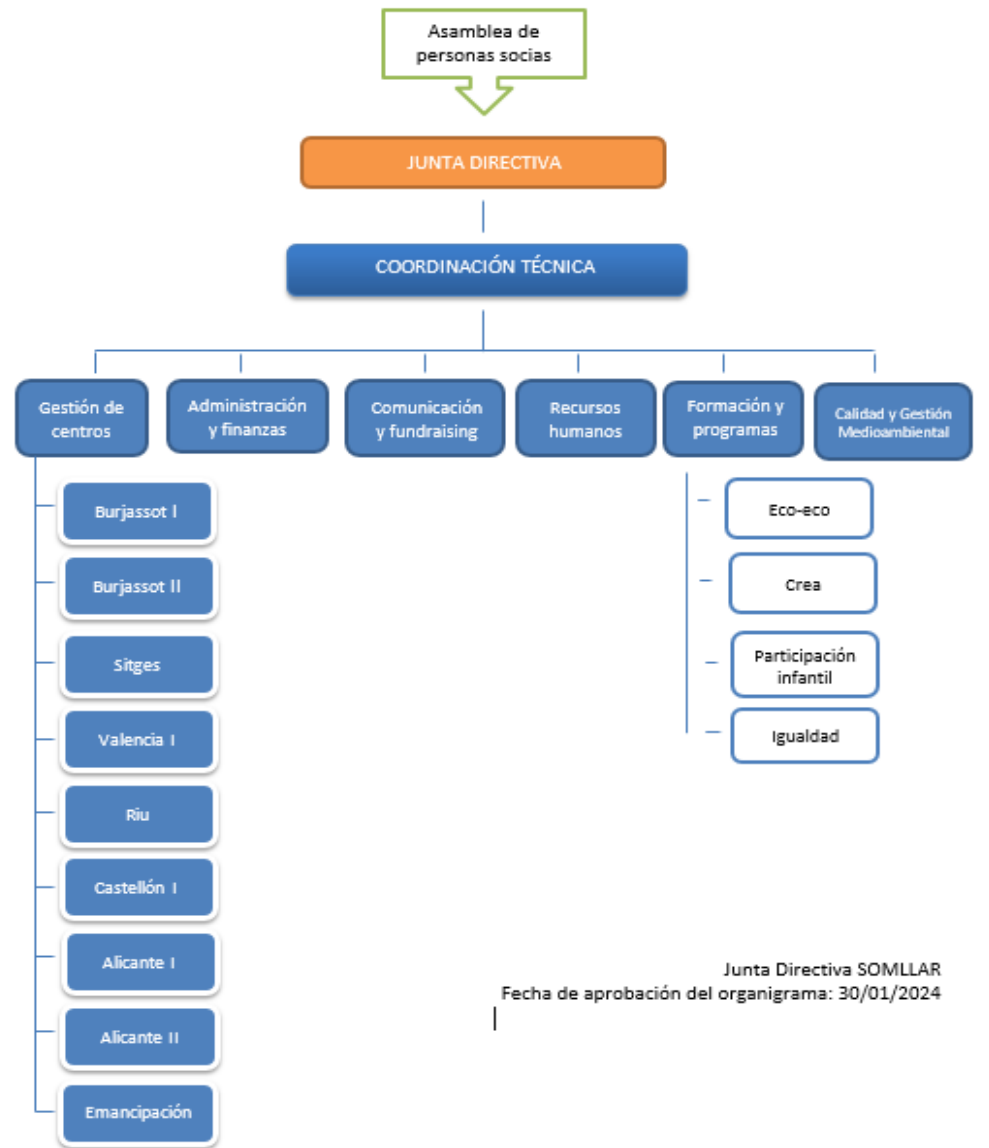 Asamblea de
personas socias
JUNTA DIRECTIVA
COORDINACIÓN TÉCNICA
Gestión de
centros
Administración
y finanzas
Comunicación
y fundraising
Recursos
humanos
Formación y
programas
Calidad y Gestión
Medioambiental
Burjassot I
Burjassot II
Sitges
Valencia I
Riu
Castellón I
Alicante I
Alicante II
Emancipación
Eco-eco
Crea
Participación
infantil
Igualdad
Junta Directiva SOMLLAR
Fecha de aprobación del organigrama: 30/01/2024